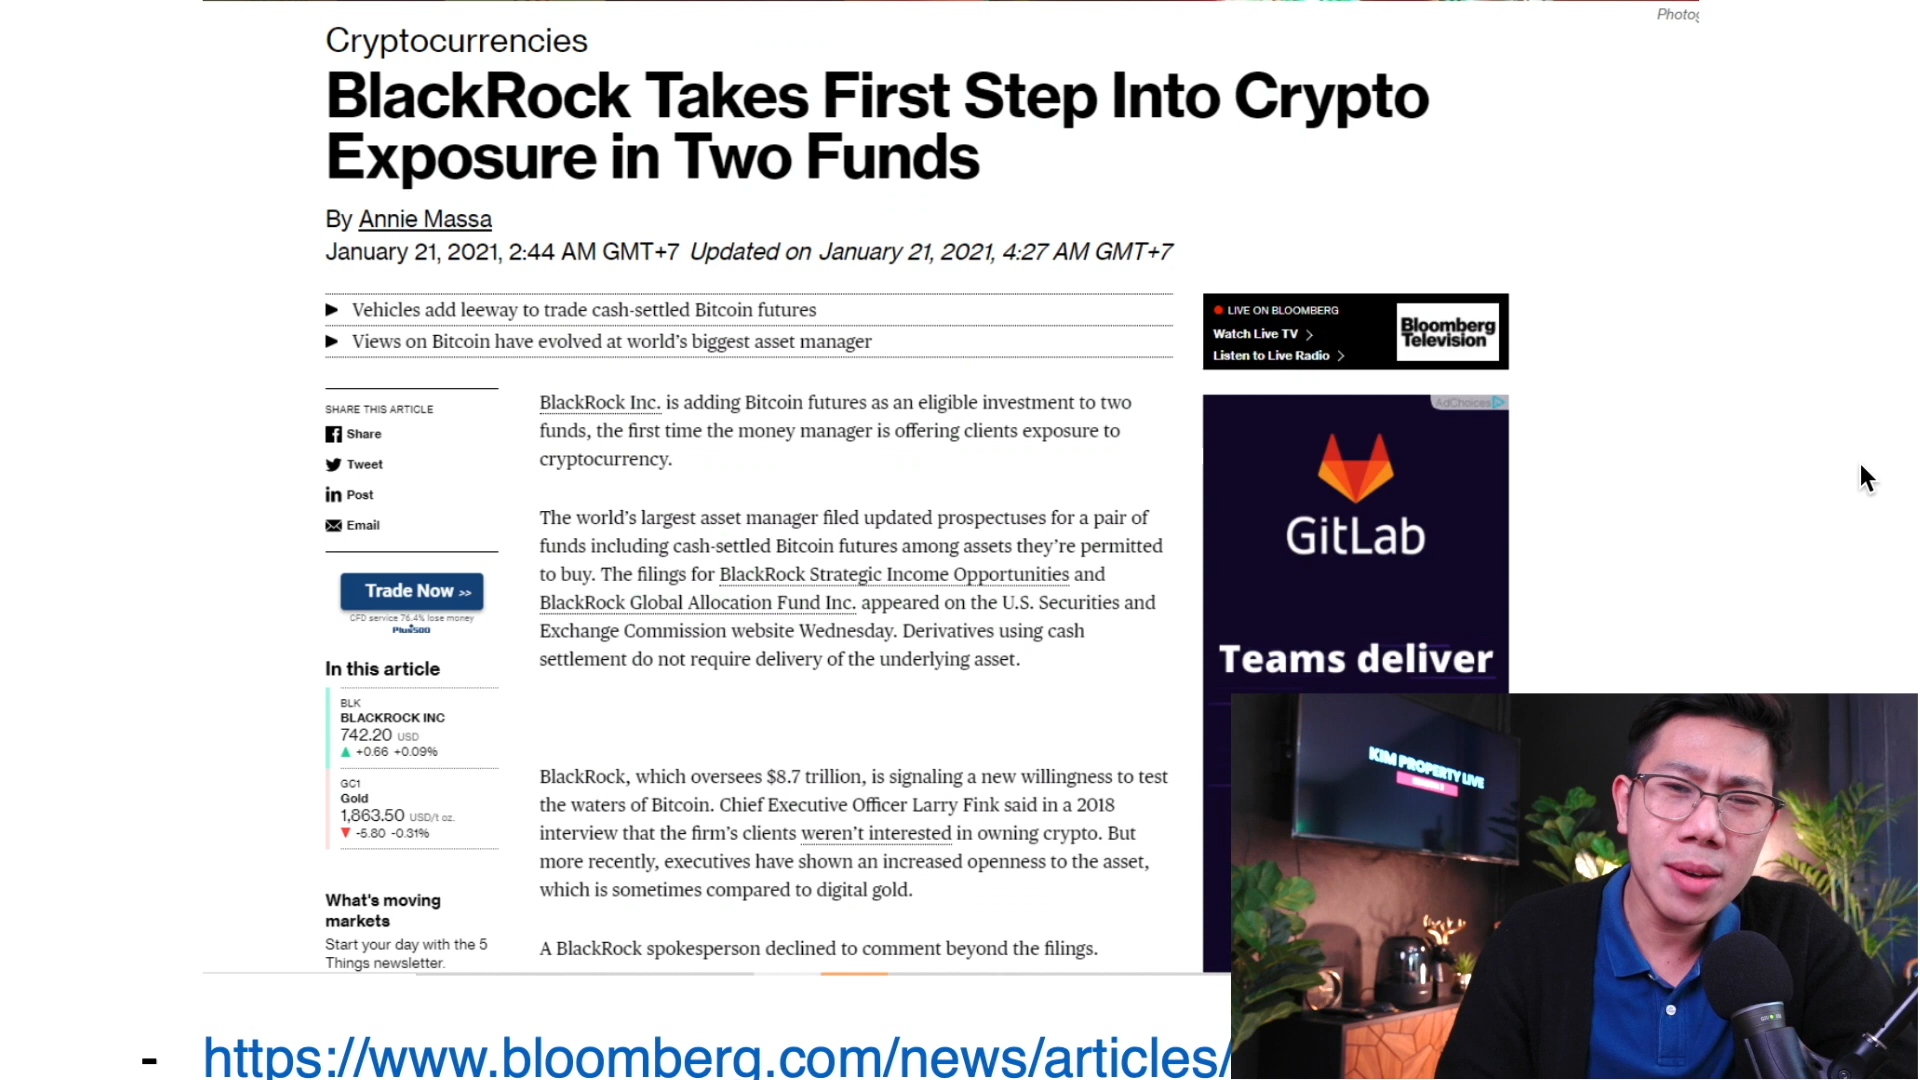 Photog
Cryptocurrencies
BlackRock Takes First Step Into Crypto
Exposure in Two Funds
By Annie Massa
January 21, 2021, 2:44 AM GMT+7 Updated on January 21, 2021, 4:27 AM GMT+7
Vehicles add leeway to trade cash-settled Bitcoin futures
Views on Bitcoin have evolved at world's biggest asset manager
LIVE ON BLOOMBERG
Watch Live TV
Listen to Live Radio
Bloomberg
Television
SHARE THIS ARTICLE
Share
Tweet
in Post
Email
Trade Now >>
CFD service 76.4% lose money
Plus500
In this article
BLK
BLACKROCK INC
742.20 USD
+0.66 +0.09%
GC1
Gold
1,863.50 USD/t oz.
-5.80 -0.31%
What's moving
markets
Start your day with the 5
Things newsletter.
BlackRock Inc. is adding Bitcoin futures as an eligible investment to two
funds, the first time the money manager is offering clients exposure to
cryptocurrency.
The world's largest asset manager filed updated prospectuses for a pair of
funds including cash-settled Bitcoin futures among assets they're permitted
to buy. The filings for BlackRock Strategic Income Opportunities and
BlackRock Global Allocation Fund Inc. appeared on the U.S. Securities and
Exchange Commission website Wednesday. Derivatives using cash
settlement do not require delivery of the underlying asset.
BlackRock, which oversees $8.7 trillion, is signaling a new willingness to test
the waters of Bitcoin. Chief Executive Officer Larry Fink said in a 2018
interview that the firm's clients weren't interested in owning crypto. But
more recently, executives have shown an increased openness to the asset,
which is sometimes compared to digital gold.
A BlackRock spokesperson declined to comment beyond the filings.
AdChoices
GitLab
Teams deliver
KIM PROPERTY LIVE
- https://www.bloomberg.com/news/articles/